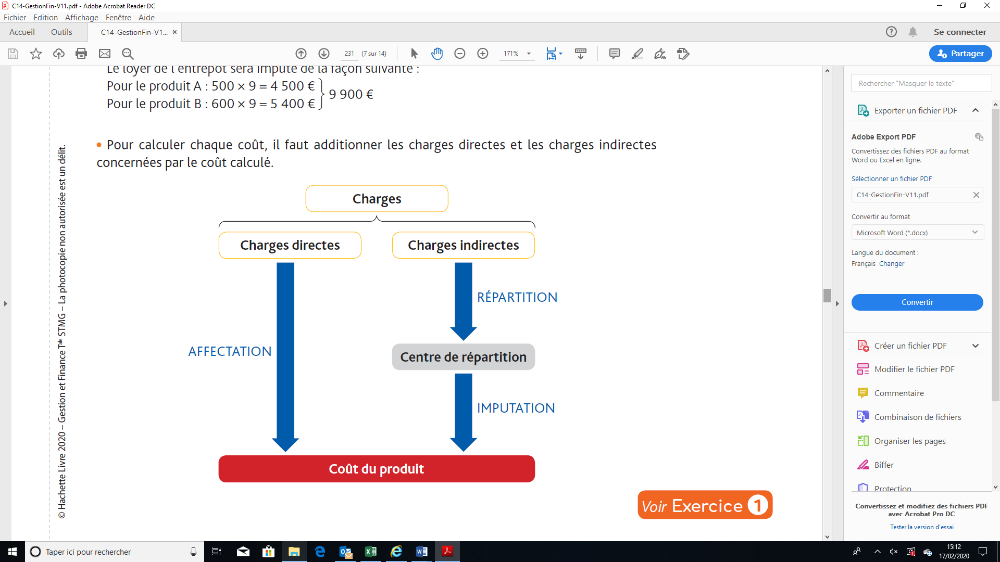 C14-GestionFin-V11.pdf - Adobe Acrobat Reader DC
Fichier Edition Affichage Fenêtre Aide
Accueil Outils C14-GestionFin-V1... × Se connecter
231 (7 sur 14) 171% Partager
Le loyer de l'entrepôt sera imputé de la façon suivante :
Pour le produit A : 500 × 9 = 4 500 €
Pour le produit B : 600 × 9 = 5 400 €
9 900 €
• Pour calculer chaque coût, il faut additionner les charges directes et les charges indirectes
concernées par le coût calculé.
Charges
Charges directes Charges indirectes
RÉPARTITION
AFFECTATION
Centre de répartition
IMPUTATION
Coût du produit
Voir Exercice 1
© Hachette Livre 2020 – Gestion et Finance Tale STMG – La photocopie non autorisée est un délit.
Rechercher "Masquer le texte"
Exporter un fichier PDF
Adobe Export PDF
Convertissez des fichiers PDF au format
Word ou Excel en ligne.
Sélectionner un fichier PDF
C14-GestionFin-V11.pdf
Convertir au format
Microsoft Word (*.docx)
Langue du document :
Français Changer
Convertir
Créer un fichier PDF
Modifier le fichier PDF
Commentaire
Combinaison de fichiers
Organiser les pages
Biffer
Protection
Convertissez et modifiez des fichiers PDF
avec Acrobat Pro DC
Tester la version d'essai
Taper ici pour rechercher
15:12
17/02/2020